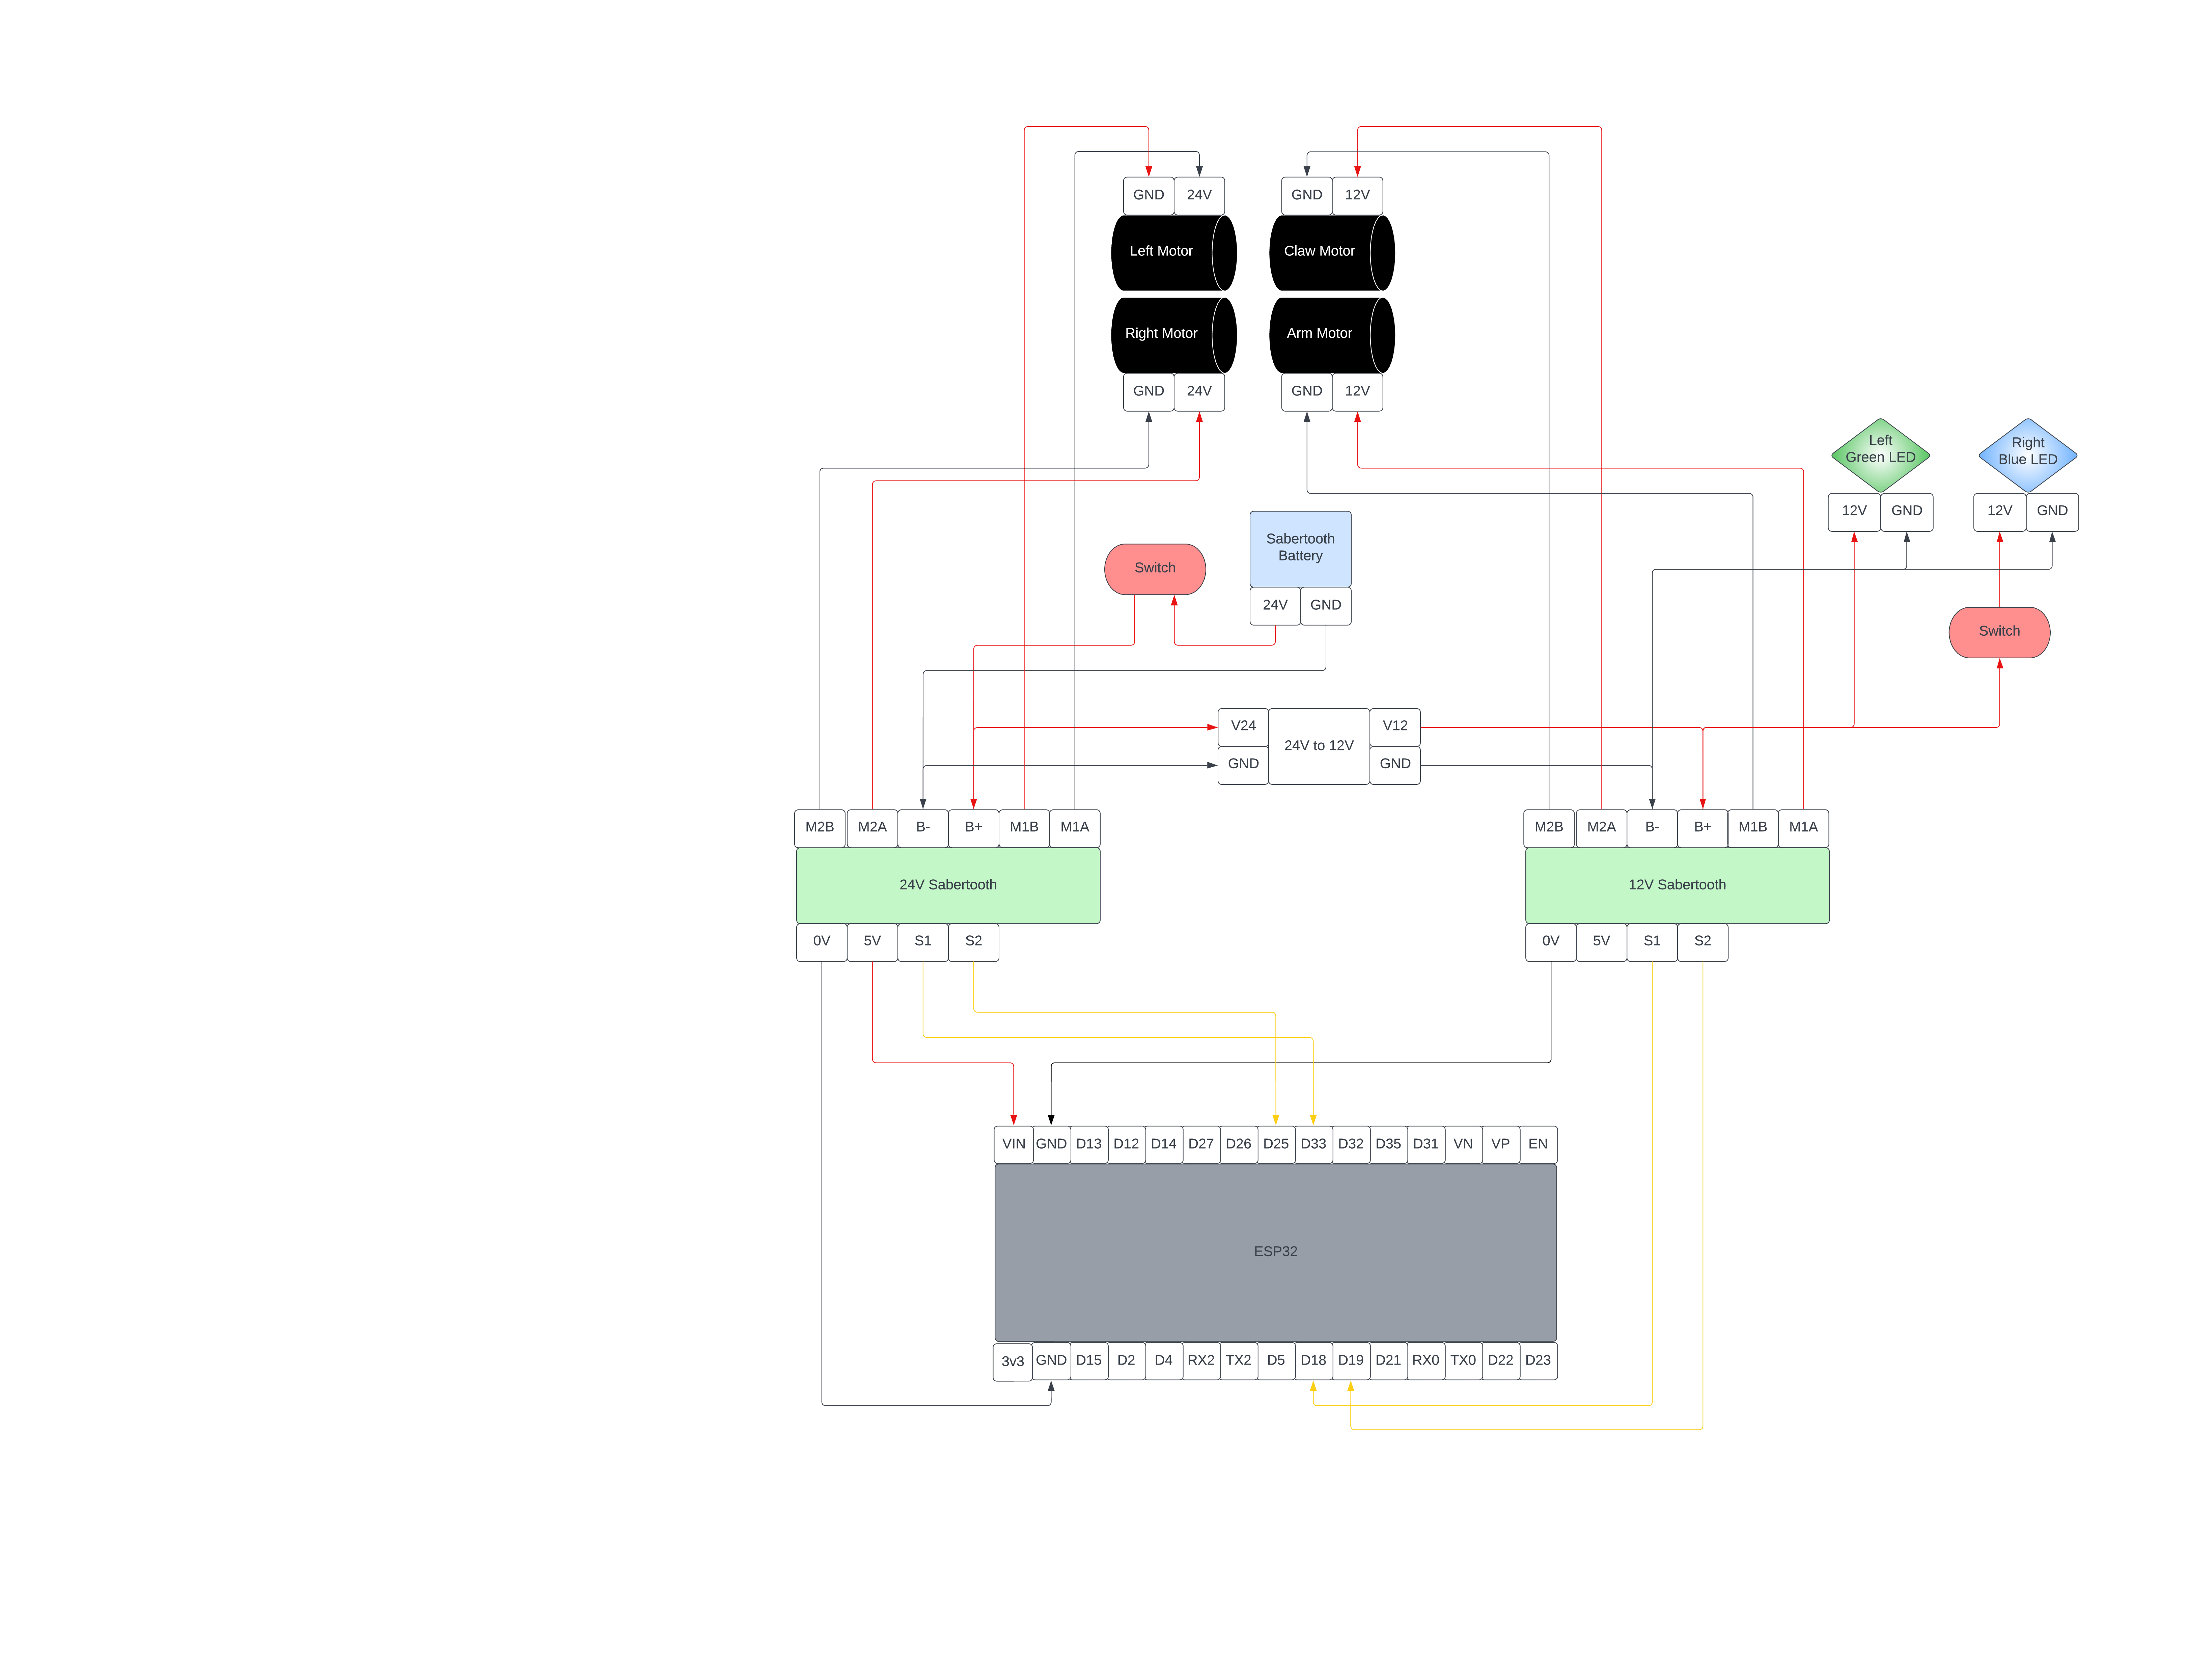 GND 24V
GND 12V
Left Motor
Claw Motor
Right Motor
Arm Motor
GND 24V
GND 12V
Left
Green LED
Right
Blue LED
12V GND
12V GND
Sabertooth
Battery
Switch
24V GND
Switch
V24
GND
24V to 12V
V12
GND
M2B M2A B- B+ M1B M1A
24V Sabertooth
0V 5V S1 S2
M2B M2A B- B+ M1B M1A
12V Sabertooth
0V 5V S1 S2
VIN GND D13 D12 D14 D27 D26 D25 D33 D32 D35 D31 VN VP EN
ESP32
3v3 GND D15 D2 D4 RX2 TX2 D5 D18 D19 D21 RX0 TX0 D22 D23